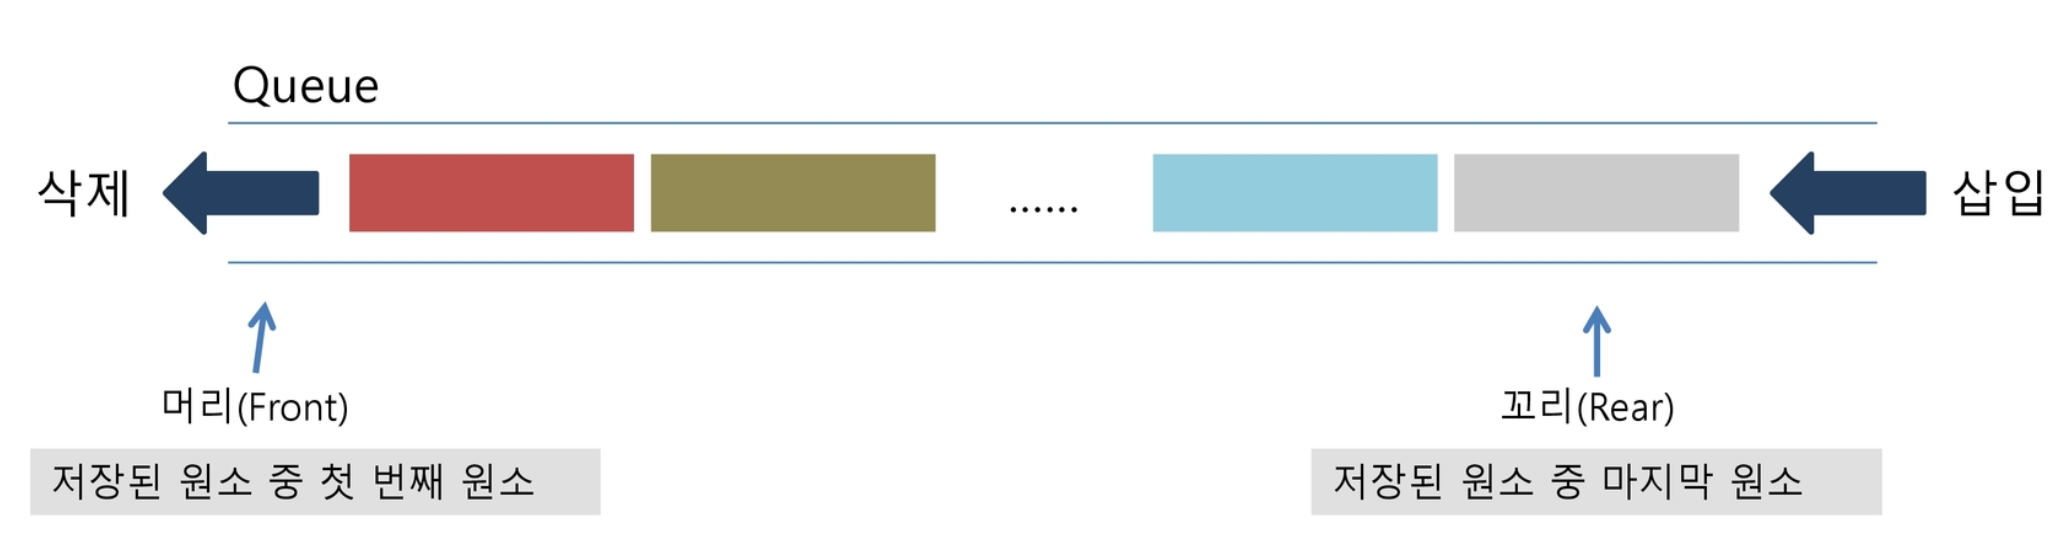 Queue
삭제
......
삽입
머리(Front)
꼬리(Rear)
저장된 원소 중 첫 번째 원소
저장된 원소 중 마지막 원소